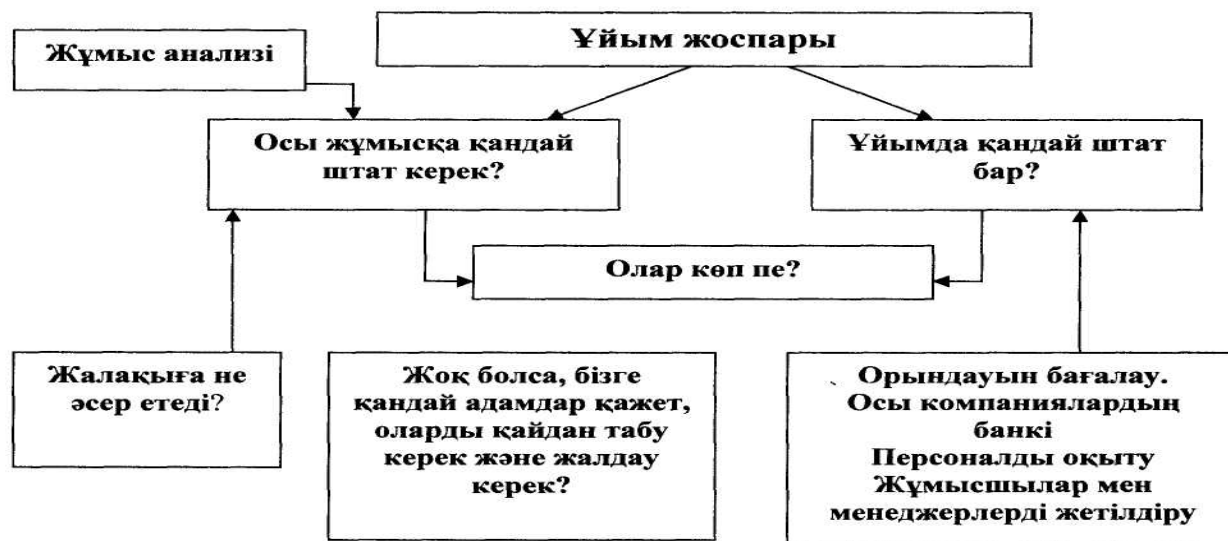 Жұмыс анализі
Ұйым жоспары
Осы жұмысқа қандай
штат керек?
Ұйымда қандай штат
бар?
Олар көп пе?
Жалақыға не
әсер етеді?
Жоқ болса, бізге
қандай адамдар қажет,
оларды қайдан табу
керек және жалдау
керек?
Орындауын бағалау.
Осы компаниялардың
банкі
Персоналды оқыту
Жұмысшылар мен
менеджерлерді жетілдіру